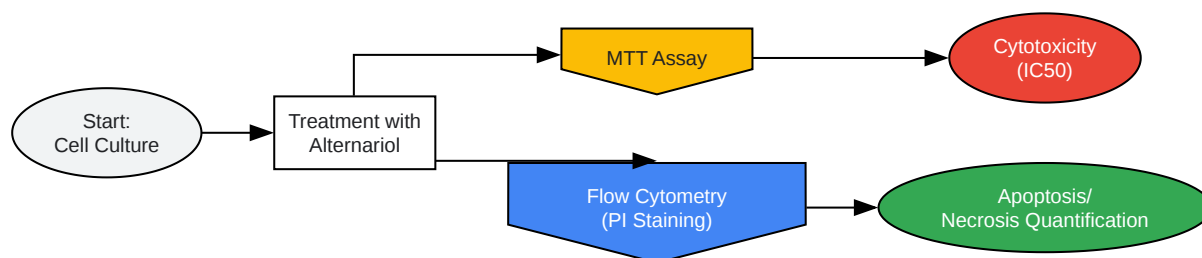 Start:
Cell Culture
Treatment with
Alternariol
MTT Assay
Cytotoxicity
(IC50)
Flow Cytometry
(PI Staining)
Apoptosis/
Necrosis Quantification